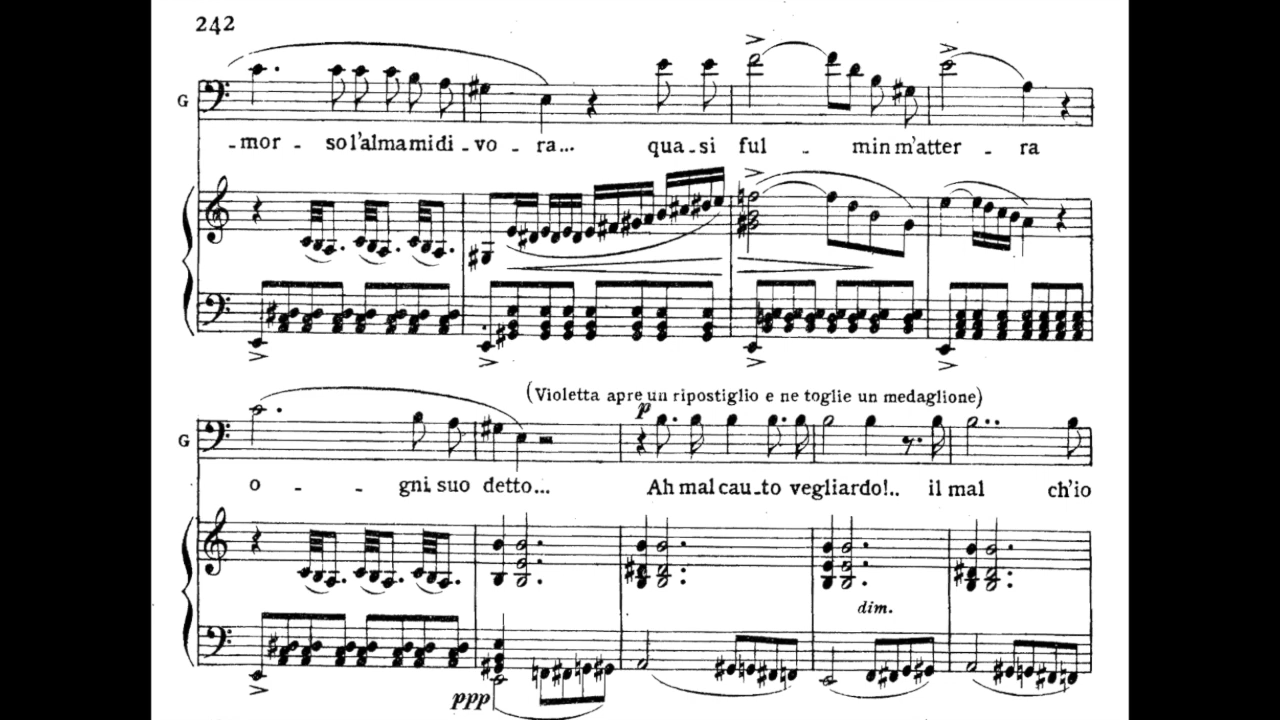 242
G
-mor - so l'alma mi di - vo - ra... qua - si ful - min m'atter - ra
(Violetta apre un ripostiglio e ne toglie un medaglione)
p
G
o - - gni suo detto... Ah mal cau - to vegliardo!.. il mal ch'io
dim.
ppp